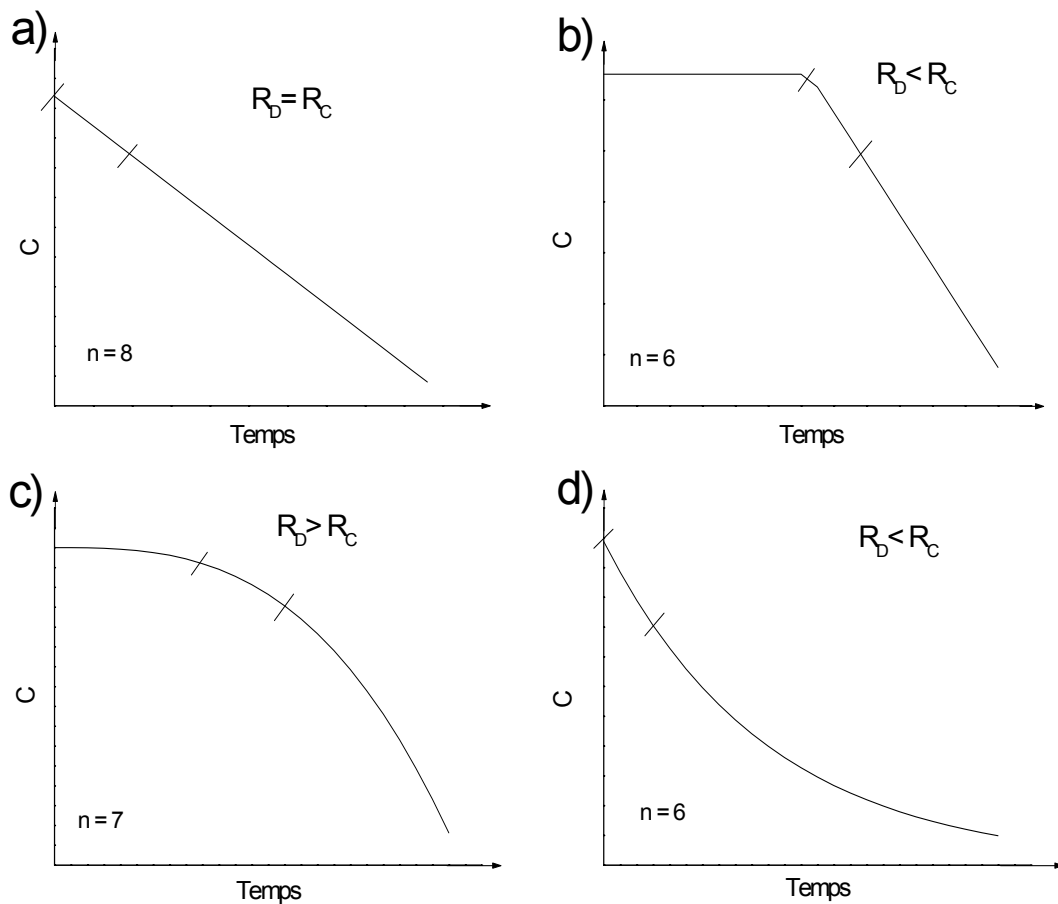 a)
R_D = R_C
C
n = 8
Temps
b)
R_D < R_C
C
n = 6
Temps
c)
R_D > R_C
C
n = 7
Temps
d)
R_D < R_C
C
n = 6
Temps